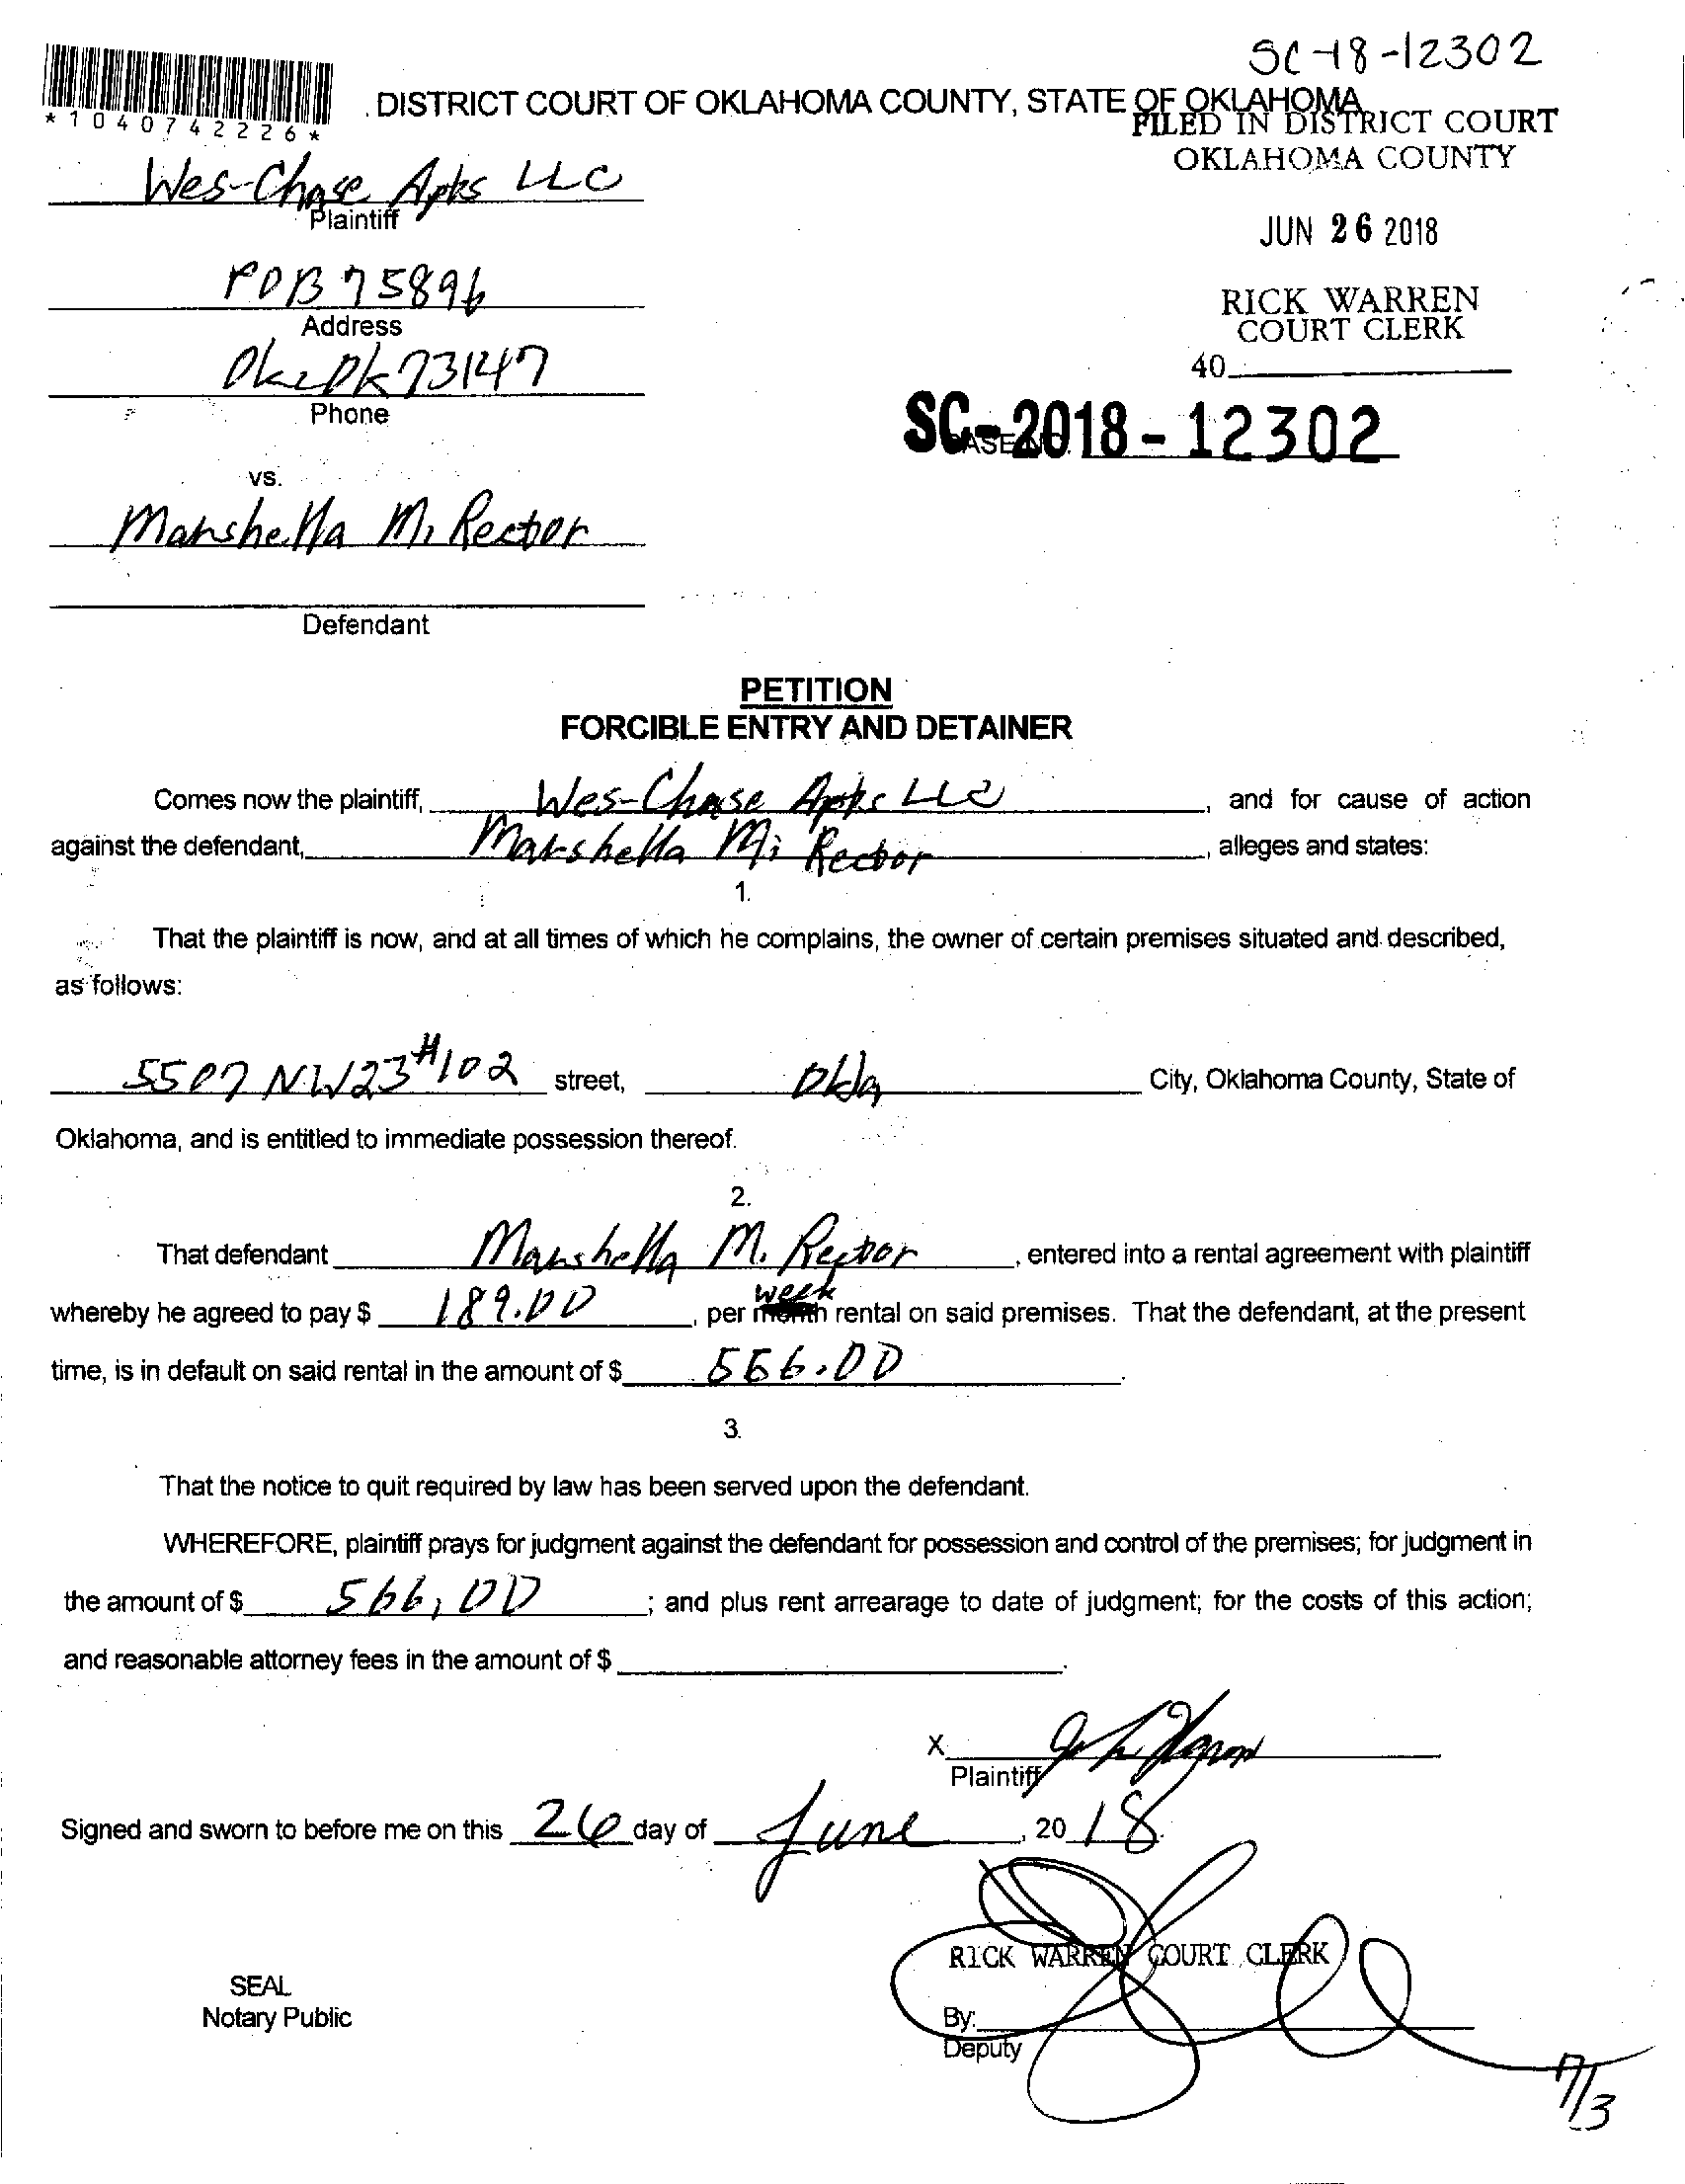 SC-18-12302
*1040742226*
DISTRICT COURT OF OKLAHOMA COUNTY, STATE OF OKLAHOMA
FILED IN DISTRICT COURT
OKLAHOMA COUNTY
Wes-Chase Apts LLC
Plaintiff
JUN 26 2018
POB 75896
Address
RICK WARREN
COURT CLERK
Okc Ok 73147
Phone
40
SC-2018-12302
CASE NO.
vs.
Marshella M. Rector
Defendant
PETITION
FORCIBLE ENTRY AND DETAINER
Comes now the plaintiff, Wes-Chase Apts LLC, and for cause of action
against the defendant, Marshella M. Rector, alleges and states:
1.
That the plaintiff is now, and at all times of which he complains, the owner of certain premises situated and described,
as follows:
5507 NW23 #102 street, Okla City, Oklahoma County, State of
Oklahoma, and is entitled to immediate possession thereof.
2.
That defendant Marshella M. Rector, entered into a rental agreement with plaintiff
week
whereby he agreed to pay $ 189.00, per month rental on said premises. That the defendant, at the present
time, is in default on said rental in the amount of $ 566.00.
3.
That the notice to quit required by law has been served upon the defendant.
WHEREFORE, plaintiff prays for judgment against the defendant for possession and control of the premises; for judgment in
the amount of $ 566.00; and plus rent arrearage to date of judgment; for the costs of this action;
and reasonable attorney fees in the amount of $ .
X
Plaintiff
Signed and sworn to before me on this 26 day of June, 20 18.
RICK WARREN COURT CLERK
SEAL
Notary Public
By:
Deputy
7/3